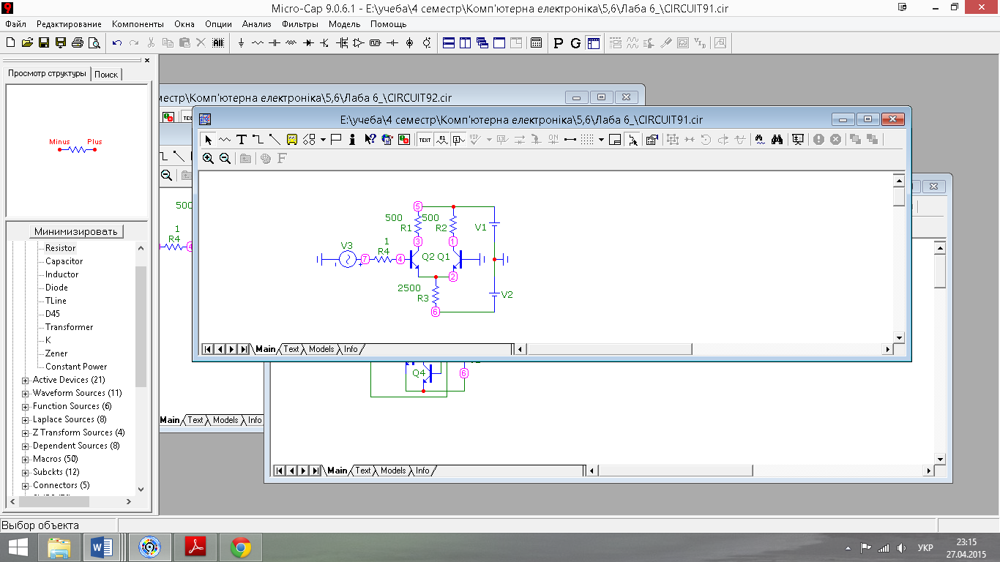 Micro-Cap 9.0.6.1 - E:\учеба\4 семестр\Комп'ютерна електроніка\5,6\Лаба 6_\CIRCUIT91.cir
Файл Редактирование Компоненты Окна Опции Анализ Фильтры Модель Помощь
P G
Просмотр структуры Поиск
Minus Plus
Минимизировать
Resistor
Capacitor
Inductor
Diode
TLine
D45
Transformer
K
Zener
Constant Power
Active Devices (21)
Waveform Sources (11)
Function Sources (6)
Laplace Sources (8)
Z Transform Sources (4)
Dependent Sources (8)
Macros (50)
Subckts (12)
Connectors (5)
местр\Комп'ютерна електроніка\5,6\Лаба 6_\CIRCUIT92.cir
TEXT
500
1
R4
4
Main Text Models Info
E:\учеба\4 семестр\Комп'ютерна електроніка\5,6\Лаба 6_\CIRCUIT91.cir
TEXT R1 ON
F
5
500 500
R1 R2 V1
3 1
V3 1
R4
7 4 Q2 Q1
2
2500
R3 V2
6
Main Text Models Info
Q4 6
Main Text Models Info
Выбор объекта
УКР
23:15
27.04.2015